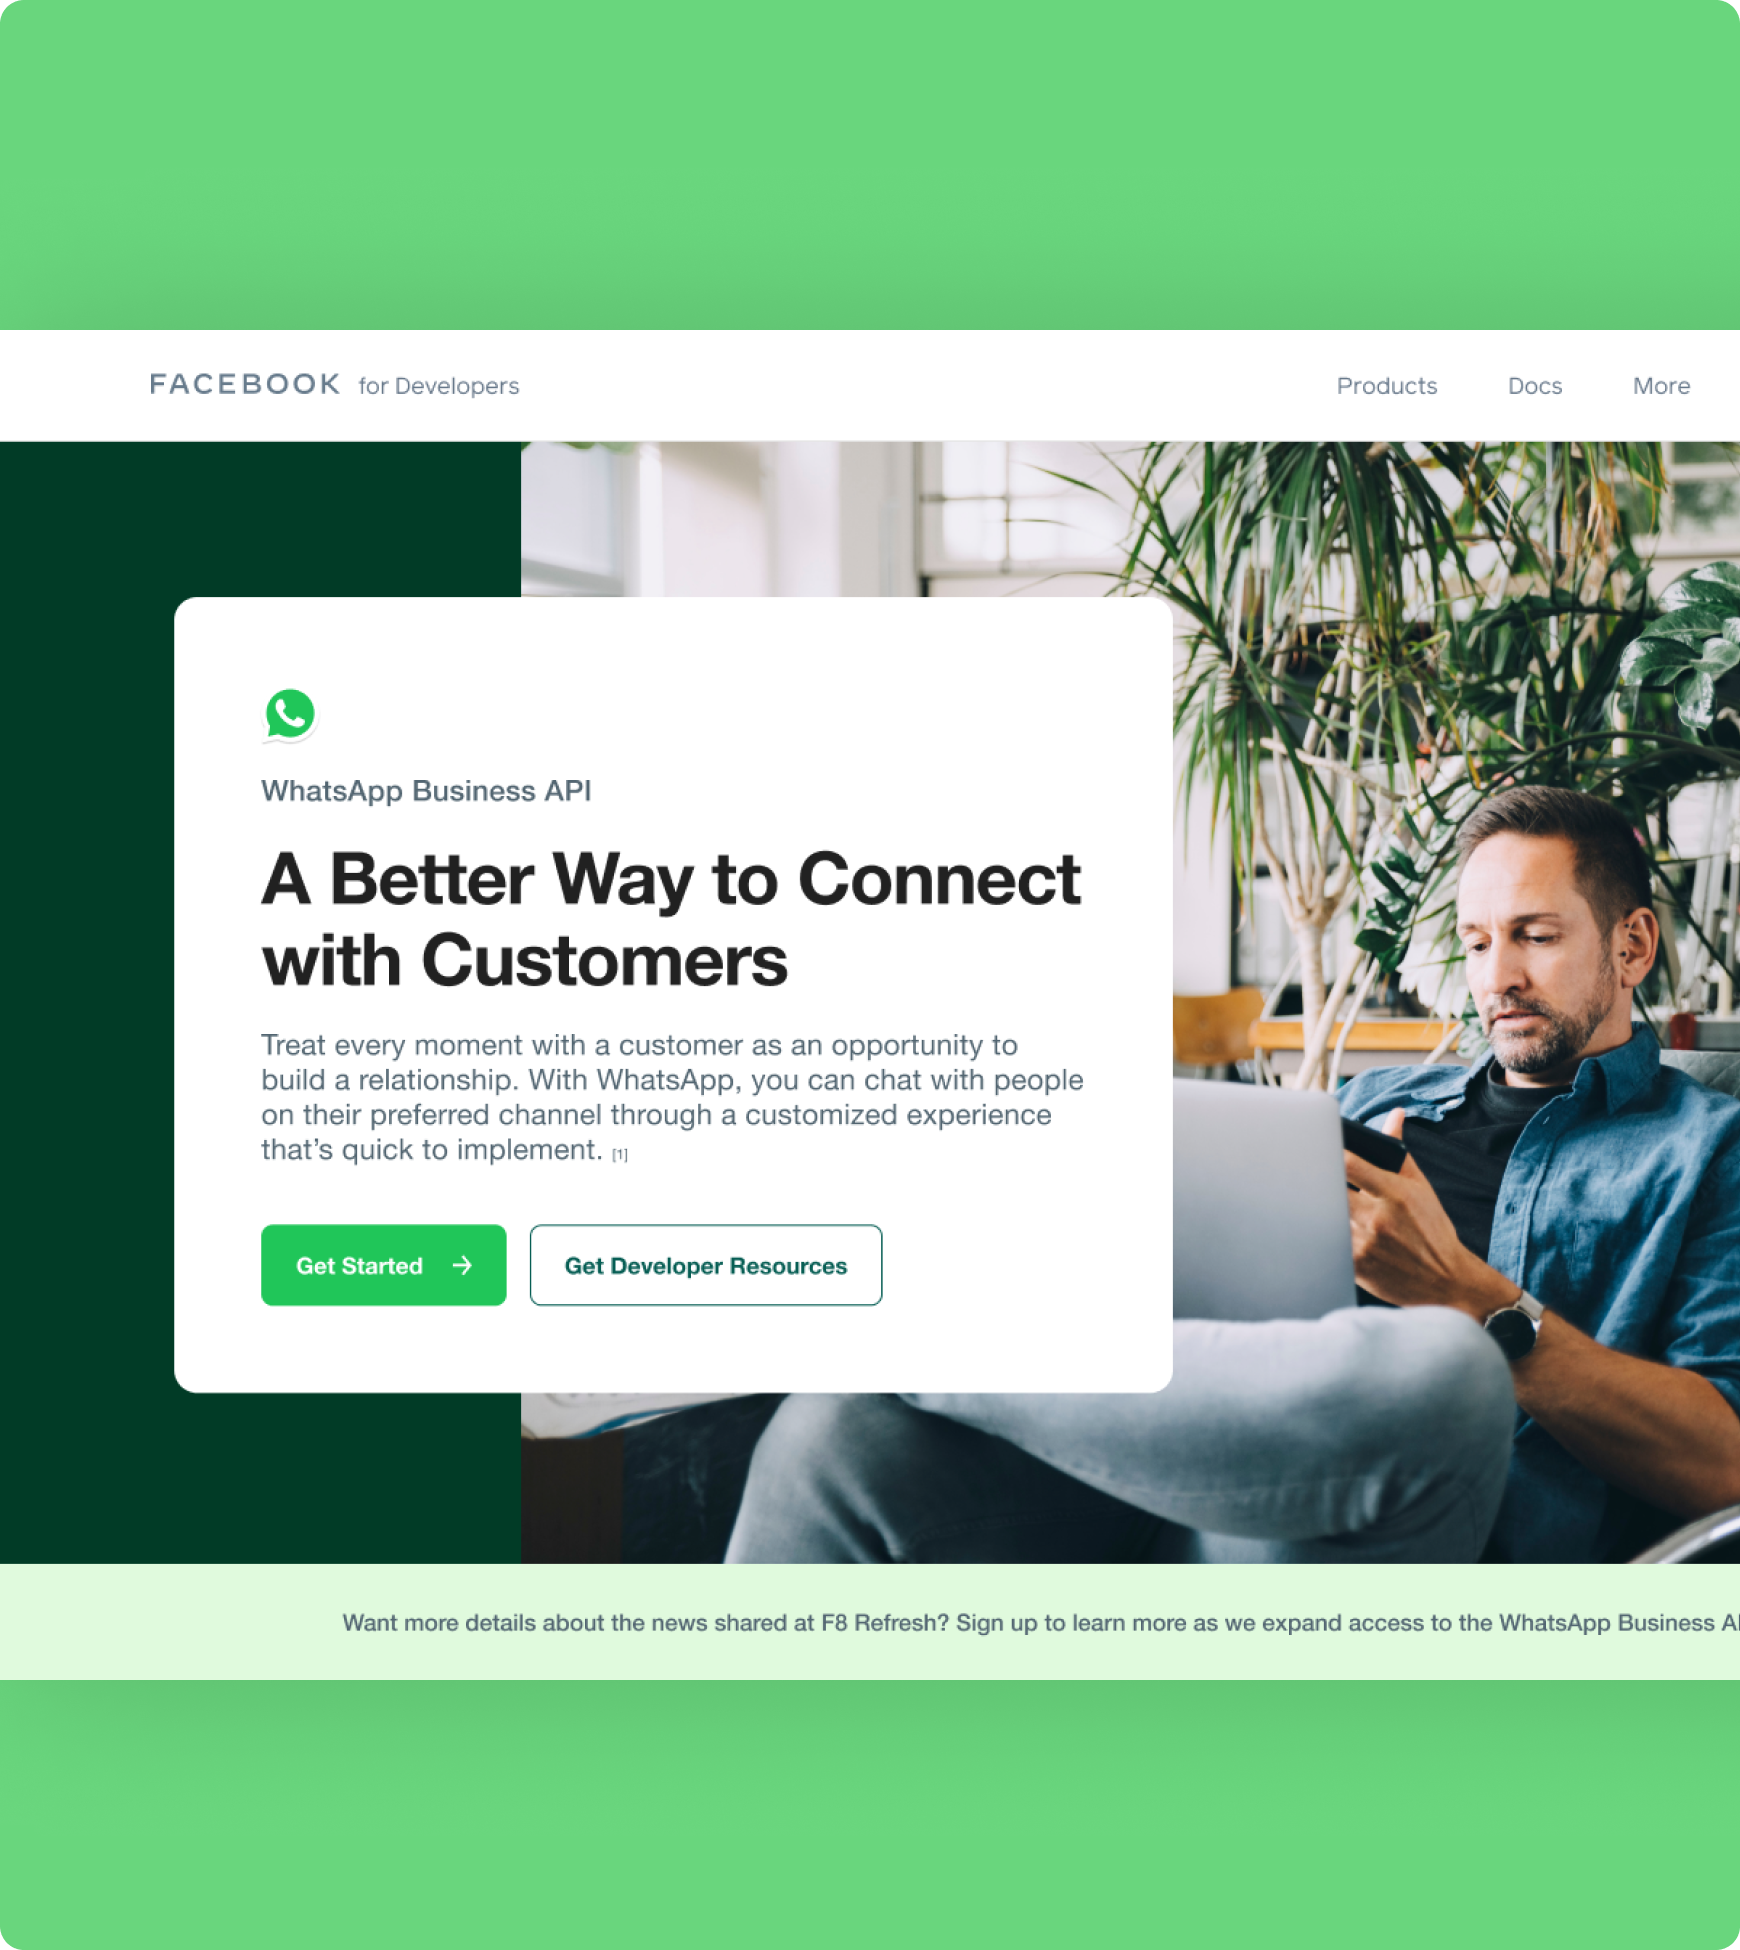 FACEBOOK for Developers
Products
Docs
More
WhatsApp Business API
A Better Way to Connect
with Customers
Treat every moment with a customer as an opportunity to
build a relationship. With WhatsApp, you can chat with people
on their preferred channel through a customized experience
that’s quick to implement. [1]
Get Started →
Get Developer Resources
Want more details about the news shared at F8 Refresh? Sign up to learn more as we expand access to the WhatsApp Business